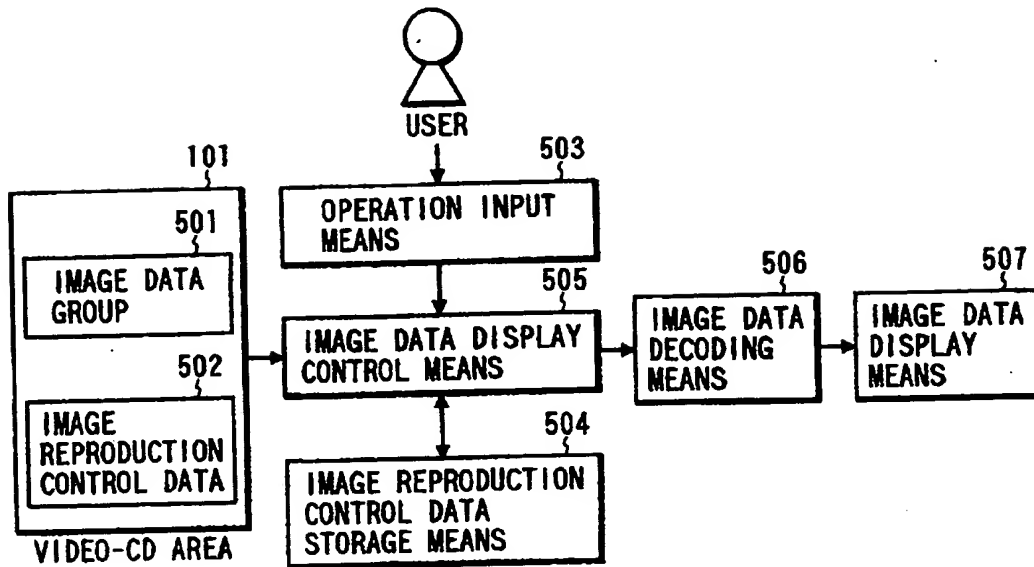 USER
101
503
OPERATION INPUT
MEANS
501
IMAGE DATA
GROUP
505
506
507
IMAGE DATA DISPLAY
CONTROL MEANS
IMAGE DATA
DECODING
MEANS
IMAGE DATA
DISPLAY
MEANS
502
IMAGE
REPRODUCTION
CONTROL DATA
504
IMAGE REPRODUCTION
CONTROL DATA
STORAGE MEANS
VIDEO-CD AREA